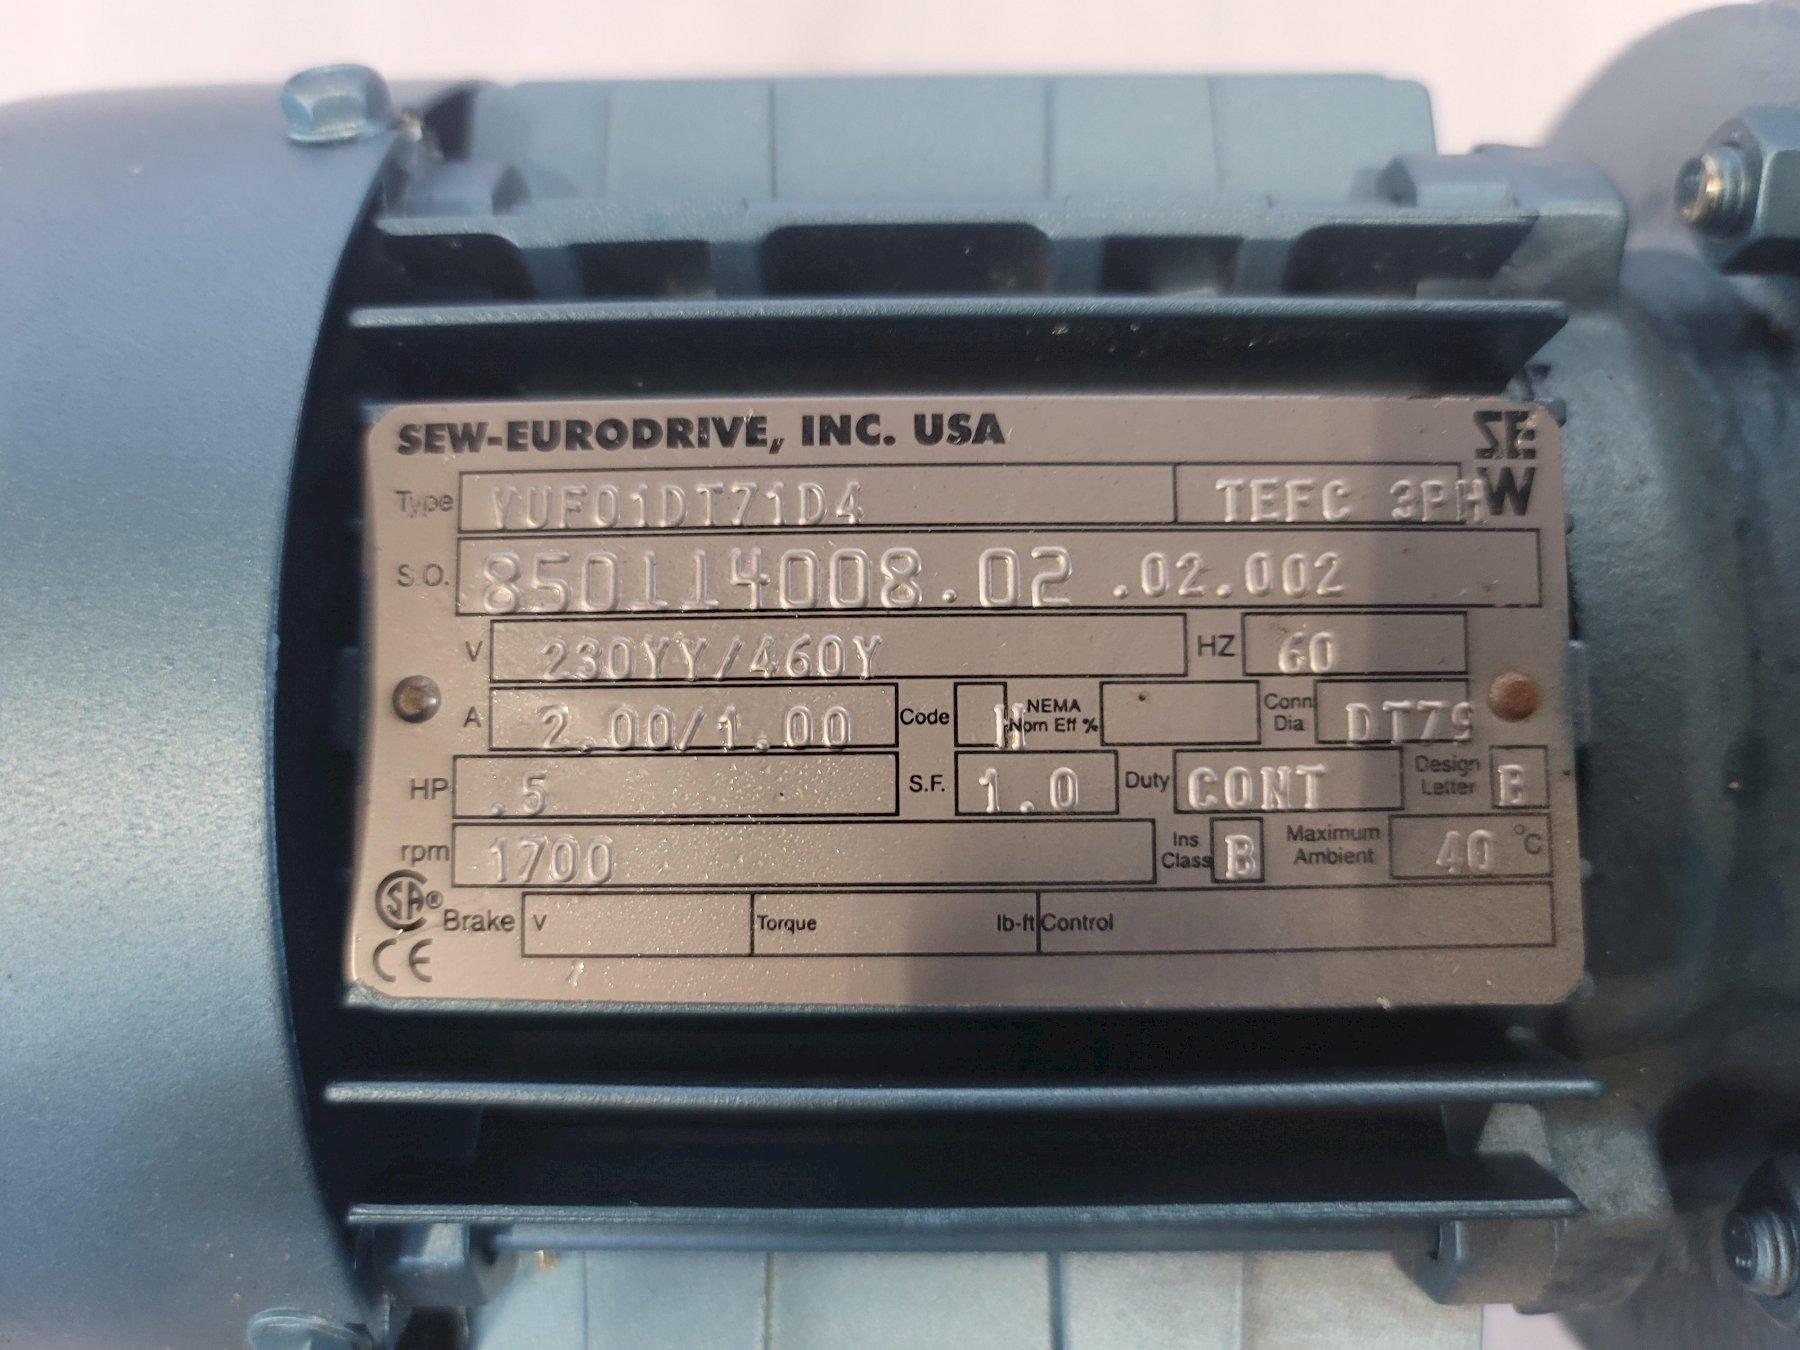 SEW-EURODRIVE, INC. USA
SE
W
Type VUF01DT71D4 TEFC 3PH
S.O. 850114008.02 .02.002
V 230YY/460Y HZ 60
A 2.00/1.00 Code H NEMA Nom Eff % Conn Dia DT79
HP .5 S.F. 1.0 Duty CONT Design Letter B
rpm 1700 Ins Class B Maximum Ambient 40 °C
CSA® Brake V Torque lb-ft Control
CE